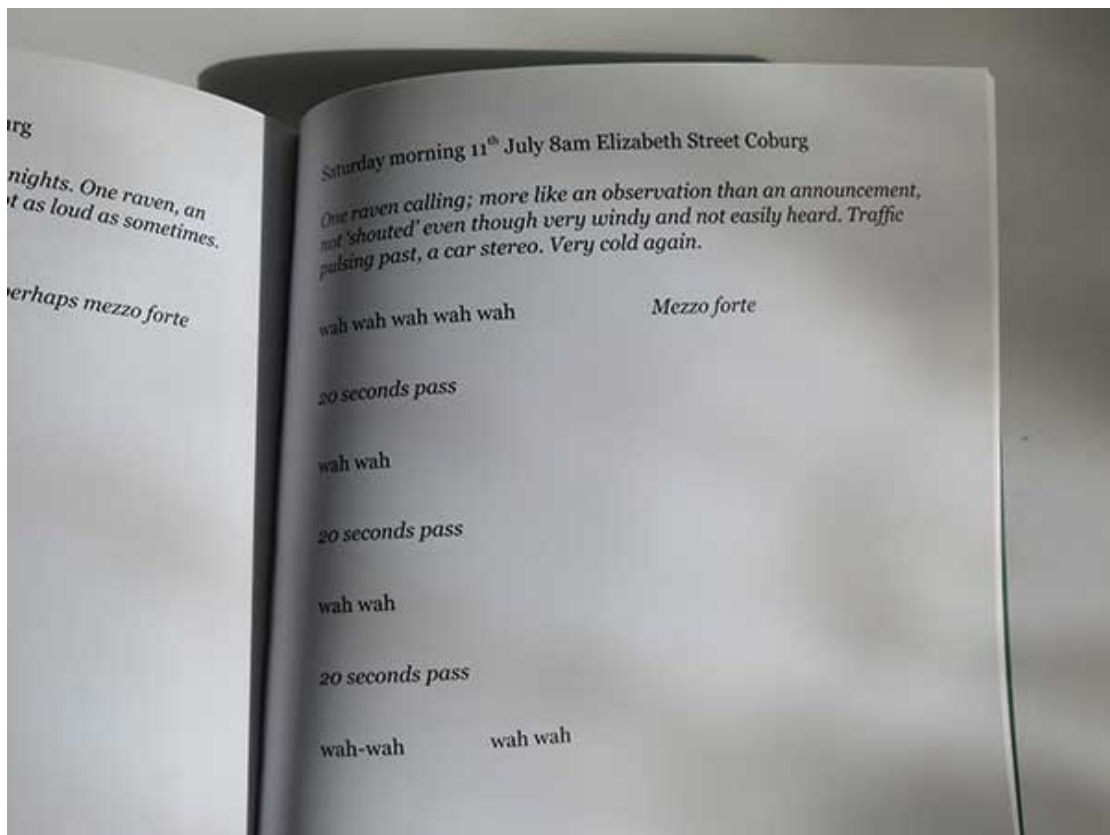 nights. One raven, an
as loud as sometimes.
perhaps mezzo forte
Saturday morning 11th July 8am Elizabeth Street Coburg
One raven calling; more like an observation than an announcement,
not ‘shouted’ even though very windy and not easily heard. Traffic
pulsing past, a car stereo. Very cold again.
wah wah wah wah wah Mezzo forte
20 seconds pass
wah wah
20 seconds pass
wah wah
20 seconds pass
wah-wah wah wah